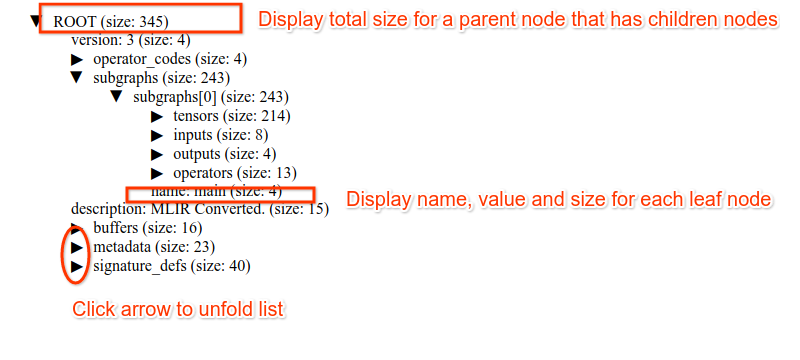 ROOT (size: 345)
Display total size for a parent node that has children nodes
version: 3 (size: 4)
operator_codes (size: 4)
subgraphs (size: 243)
subgraphs[0] (size: 243)
tensors (size: 214)
inputs (size: 8)
outputs (size: 4)
operators (size: 13)
name: main (size: 4)
Display name, value and size for each leaf node
description: MLIR Converted. (size: 15)
buffers (size: 16)
metadata (size: 23)
signature_defs (size: 40)
Click arrow to unfold list